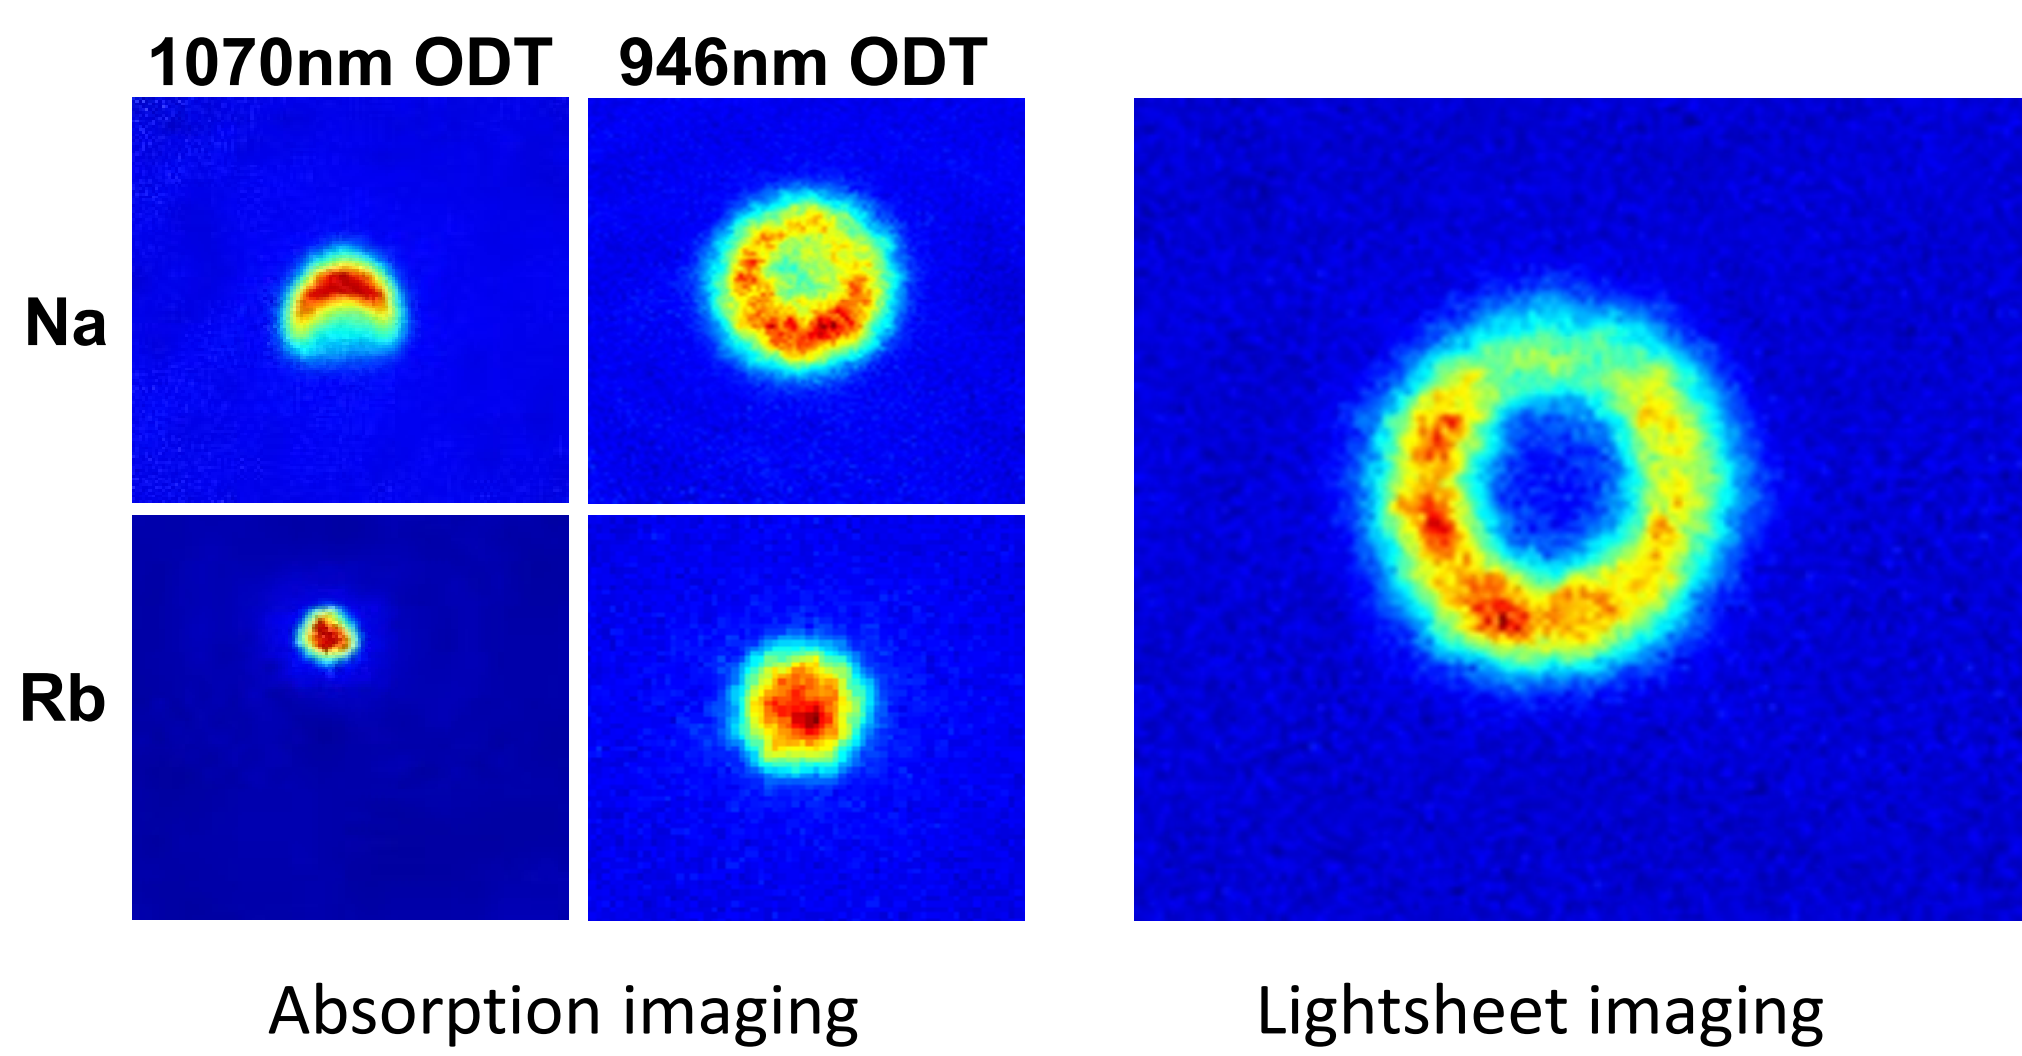 1070nm ODT 946nm ODT
Na
Rb
Absorption imaging
Lightsheet imaging